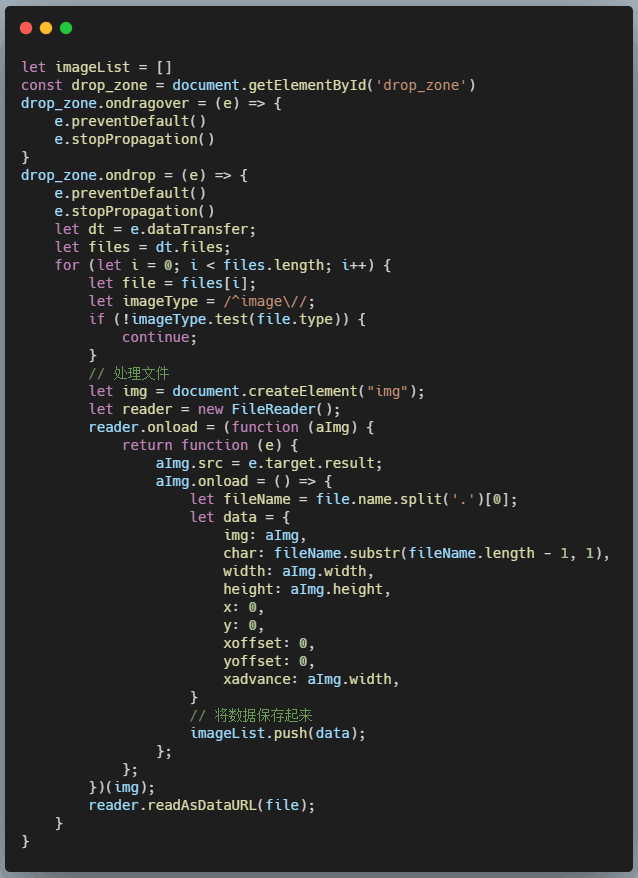 let imageList = []
const drop_zone = document.getElementById('drop_zone')
drop_zone.ondragover = (e) => {
    e.preventDefault()
    e.stopPropagation()
}
drop_zone.ondrop = (e) => {
    e.preventDefault()
    e.stopPropagation()
    let dt = e.dataTransfer;
    let files = dt.files;
    for (let i = 0; i < files.length; i++) {
        let file = files[i];
        let imageType = /^image\//;
        if (!imageType.test(file.type)) {
            continue;
        }
        // 处理文件
        let img = document.createElement("img");
        let reader = new FileReader();
        reader.onload = (function (aImg) {
            return function (e) {
                aImg.src = e.target.result;
                aImg.onload = () => {
                    let fileName = file.name.split('.')[0];
                    let data = {
                        img: aImg,
                        char: fileName.substr(fileName.length - 1, 1),
                        width: aImg.width,
                        height: aImg.height,
                        x: 0,
                        y: 0,
                        xoffset: 0,
                        yoffset: 0,
                        xadvance: aImg.width,
                    }
                    // 将数据保存起来
                    imageList.push(data);
                };
            };
        })(img);
        reader.readAsDataURL(file);
    }
}